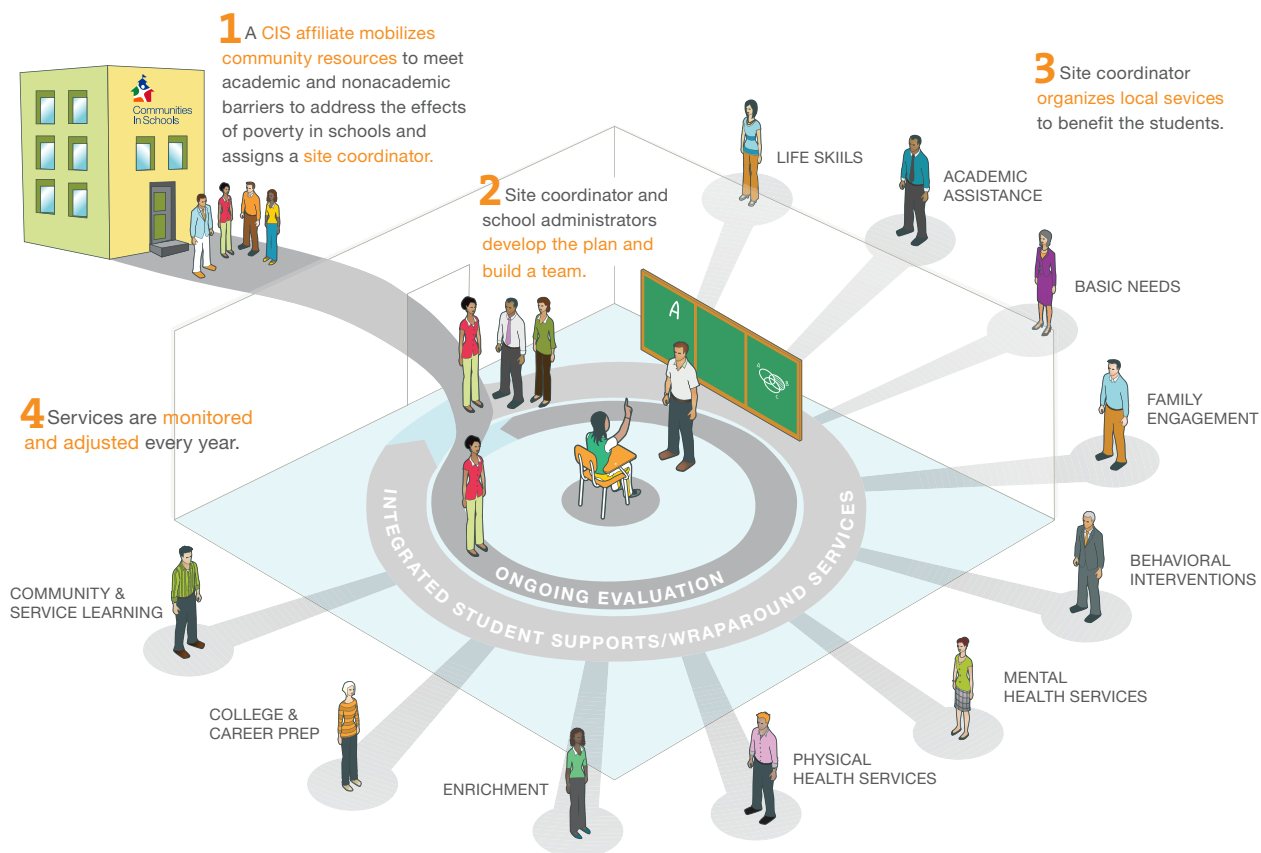 1 A CIS affiliate mobilizes
community resources to meet
academic and nonacademic
barriers to address the effects
of poverty in schools and
assigns a site coordinator.
Communities
In Schools
2 Site coordinator and
school administrators
develop the plan and
build a team.
3 Site coordinator
organizes local sevices
to benefit the students.
4 Services are monitored
and adjusted every year.
LIFE SKIILS
ACADEMIC
ASSISTANCE
BASIC NEEDS
FAMILY
ENGAGEMENT
BEHAVIORAL
INTERVENTIONS
MENTAL
HEALTH SERVICES
PHYSICAL
HEALTH SERVICES
ENRICHMENT
COLLEGE &
CAREER PREP
COMMUNITY &
SERVICE LEARNING
A
A
B
C
ONGOING EVALUATION
INTEGRATED STUDENT SUPPORTS/WRAPAROUND SERVICES